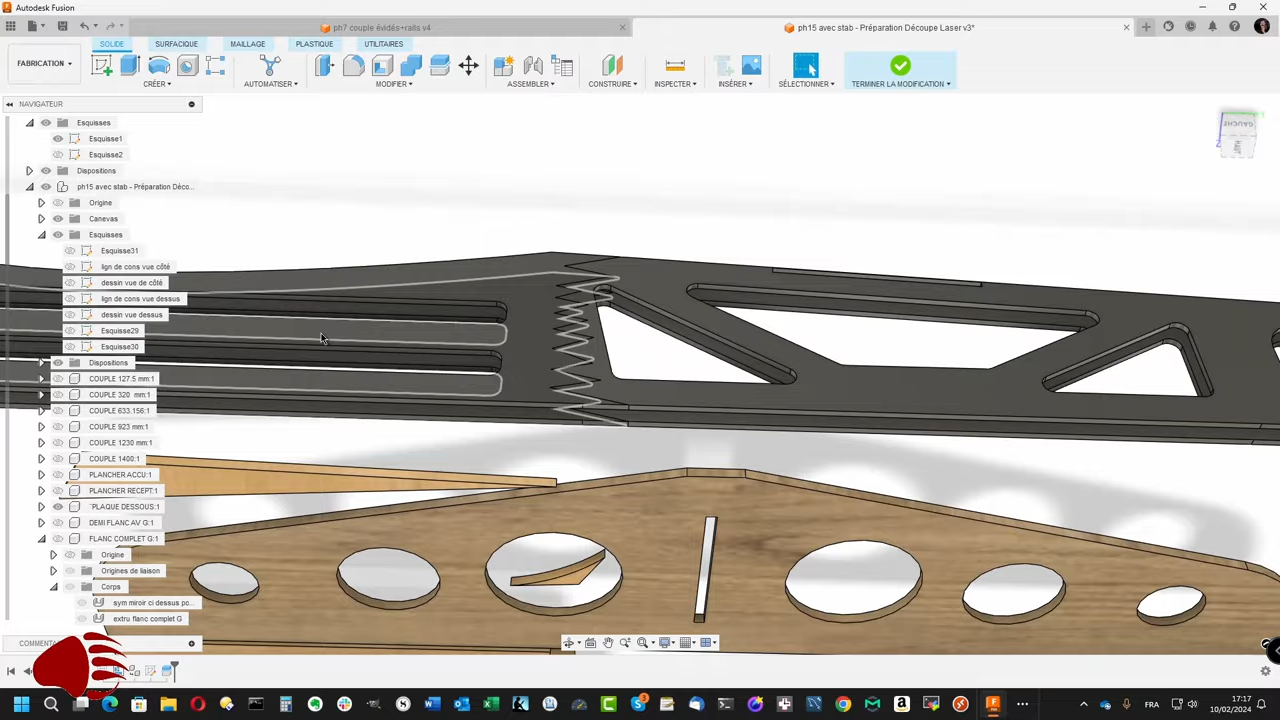 Autodesk Fusion
ph7 couple évidés+rails v4
ph15 avec stab - Préparation Découpe Laser v3*
SOLIDE
SURFACIQUE
MAILLAGE
PLASTIQUE
UTILITAIRES
FABRICATION
CRÉER
AUTOMATISER
MODIFIER
ASSEMBLER
CONSTRUIRE
INSPECTER
INSÉRER
SÉLECTIONNER
TERMINER LA MODIFICATION
NAVIGATEUR
GAUCHE
Esquisses
Esquisse1
Esquisse2
Dispositions
ph15 avec stab - Préparation Déco...
Origine
Canevas
Esquisses
Esquisse31
lign de cons vue côté
dessin vue de côté
lign de cons vue dessus
dessin vue dessus
Esquisse29
Esquisse30
Dispositions
COUPLE 127.5 mm:1
COUPLE 320 mm:1
COUPLE 633.156:1
COUPLE 923 mm:1
COUPLE 1230 mm:1
COUPLE 1400:1
PLANCHER ACCU:1
PLANCHER RECEPT:1
PLAQUE DESSOUS:1
DEMI FLANC AV G:1
FLANC COMPLET G:1
Origine
Origines de liaison
Corps
sym miroir ci dessus po...
extru flanc complet G
FRA
17:17
10/02/2024